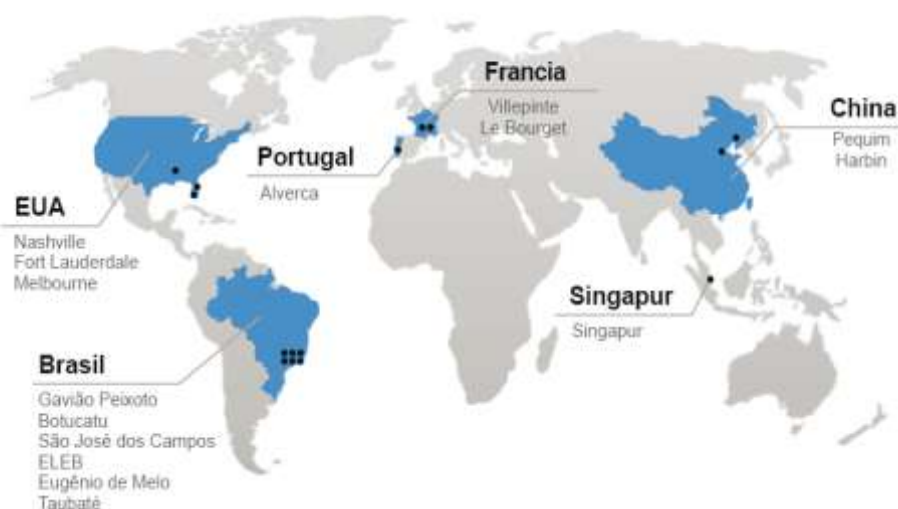 Francia
Villepinte
Le Bourget
China
Pequim
Harbin
Portugal
Alverca
EUA
Nashville
Fort Lauderdale
Melbourne
Singapur
Singapur
Brasil
Gavião Peixoto
Botucatu
São José dos Campos
ELEB
Eugênio de Melo
Taubaté